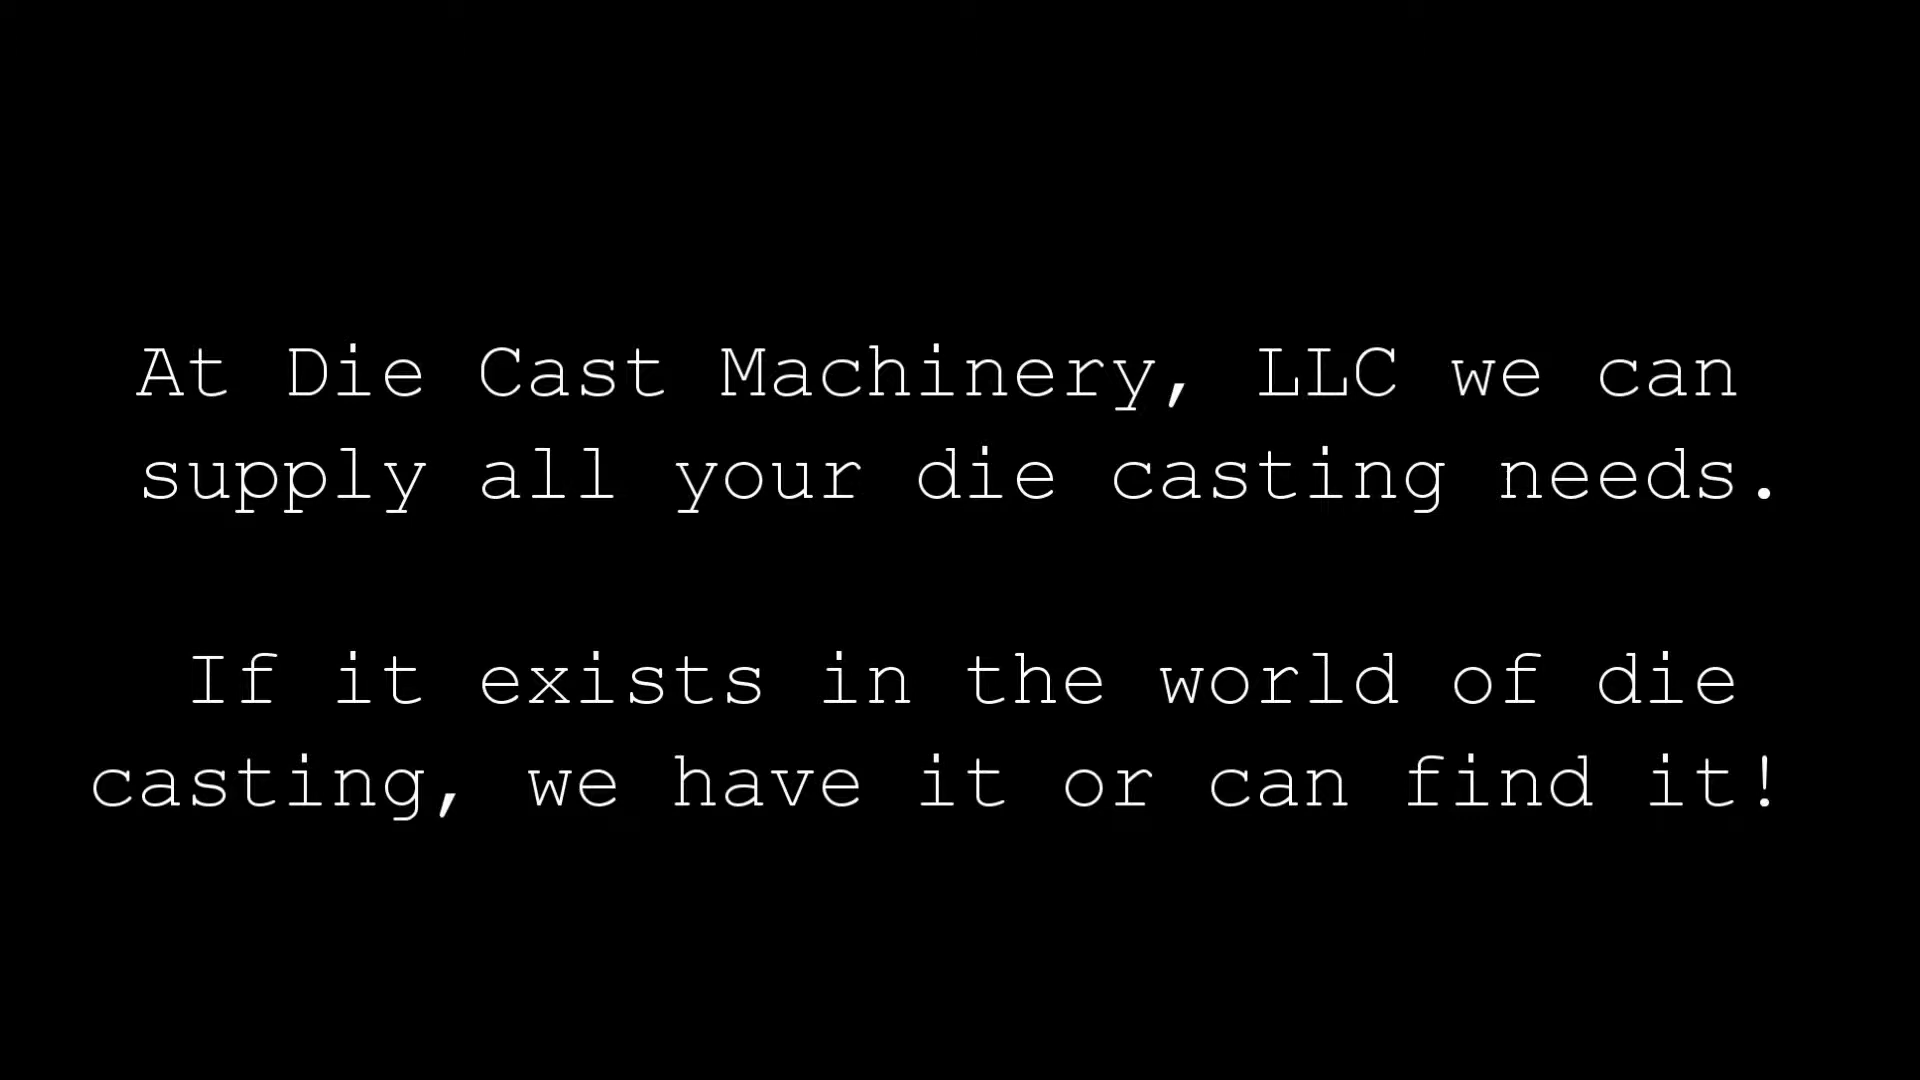 At Die Cast Machinery, LLC we can
supply all your die casting needs.
If it exists in the world of die
casting, we have it or can find it!